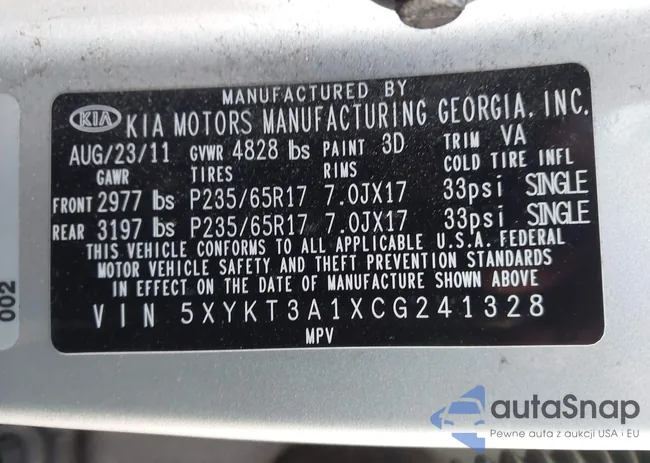 MANUFACTURED BY
KIA KIA MOTORS MANUFACTURING GEORGIA, INC.
AUG/23/11 GVWR 4828 lbs PAINT 3D TRIM VA
GAWR TIRES RIMS COLD TIRE INFL
FRONT 2977 lbs P235/65R17 7.0JX17 33psi SINGLE
REAR 3197 lbs P235/65R17 7.0JX17 33psi SINGLE
THIS VEHICLE CONFORMS TO ALL APPLICABLE U.S.A. FEDERAL
MOTOR VEHICLE SAFETY AND THEFT PREVENTION STANDARDS
IN EFFECT ON THE DATE OF MANUFACTURE SHOWN ABOVE
VIN 5XYKT3A1XCG241328
MPV
002
autaSnap
Pewne auta z aukcji USA i EU